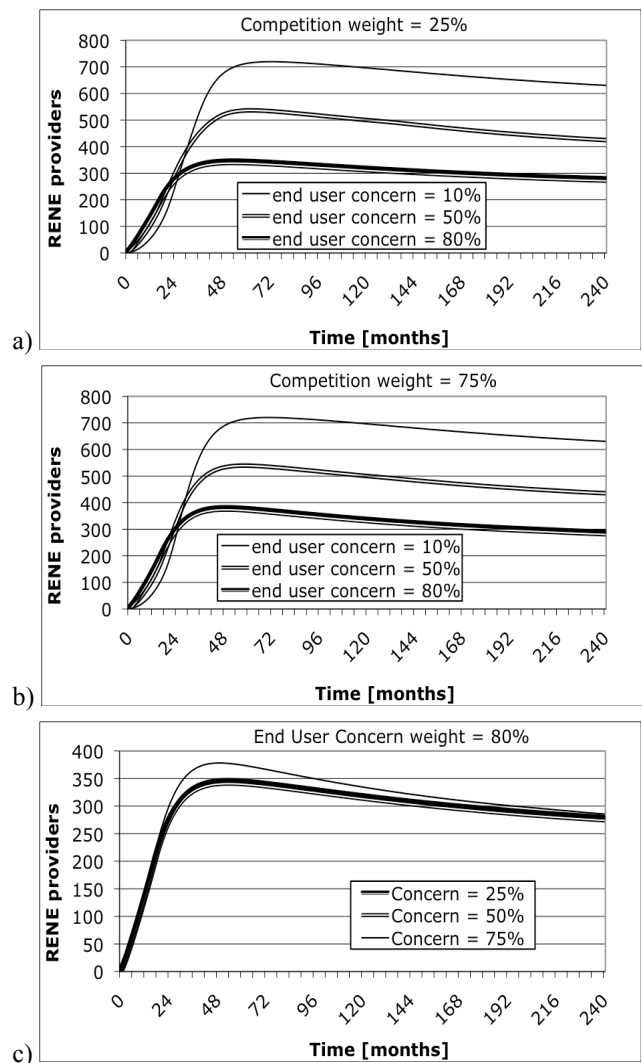 Competition weight = 25%
800
700
600
500
400
300
200
100
0
RENE providers
end user concern = 10%
end user concern = 50%
end user concern = 80%
0 24 48 72 96 120 144 168 192 216 240
Time [months]
a)
Competition weight = 75%
800
700
600
500
400
300
200
100
0
RENE providers
end user concern = 10%
end user concern = 50%
end user concern = 80%
0 24 48 72 96 120 144 168 192 216 240
Time [months]
b)
End User Concern weight = 80%
400
350
300
250
200
150
100
50
0
RENE providers
Concern = 25%
Concern = 50%
Concern = 75%
0 24 48 72 96 120 144 168 192 216 240
Time [months]
c)